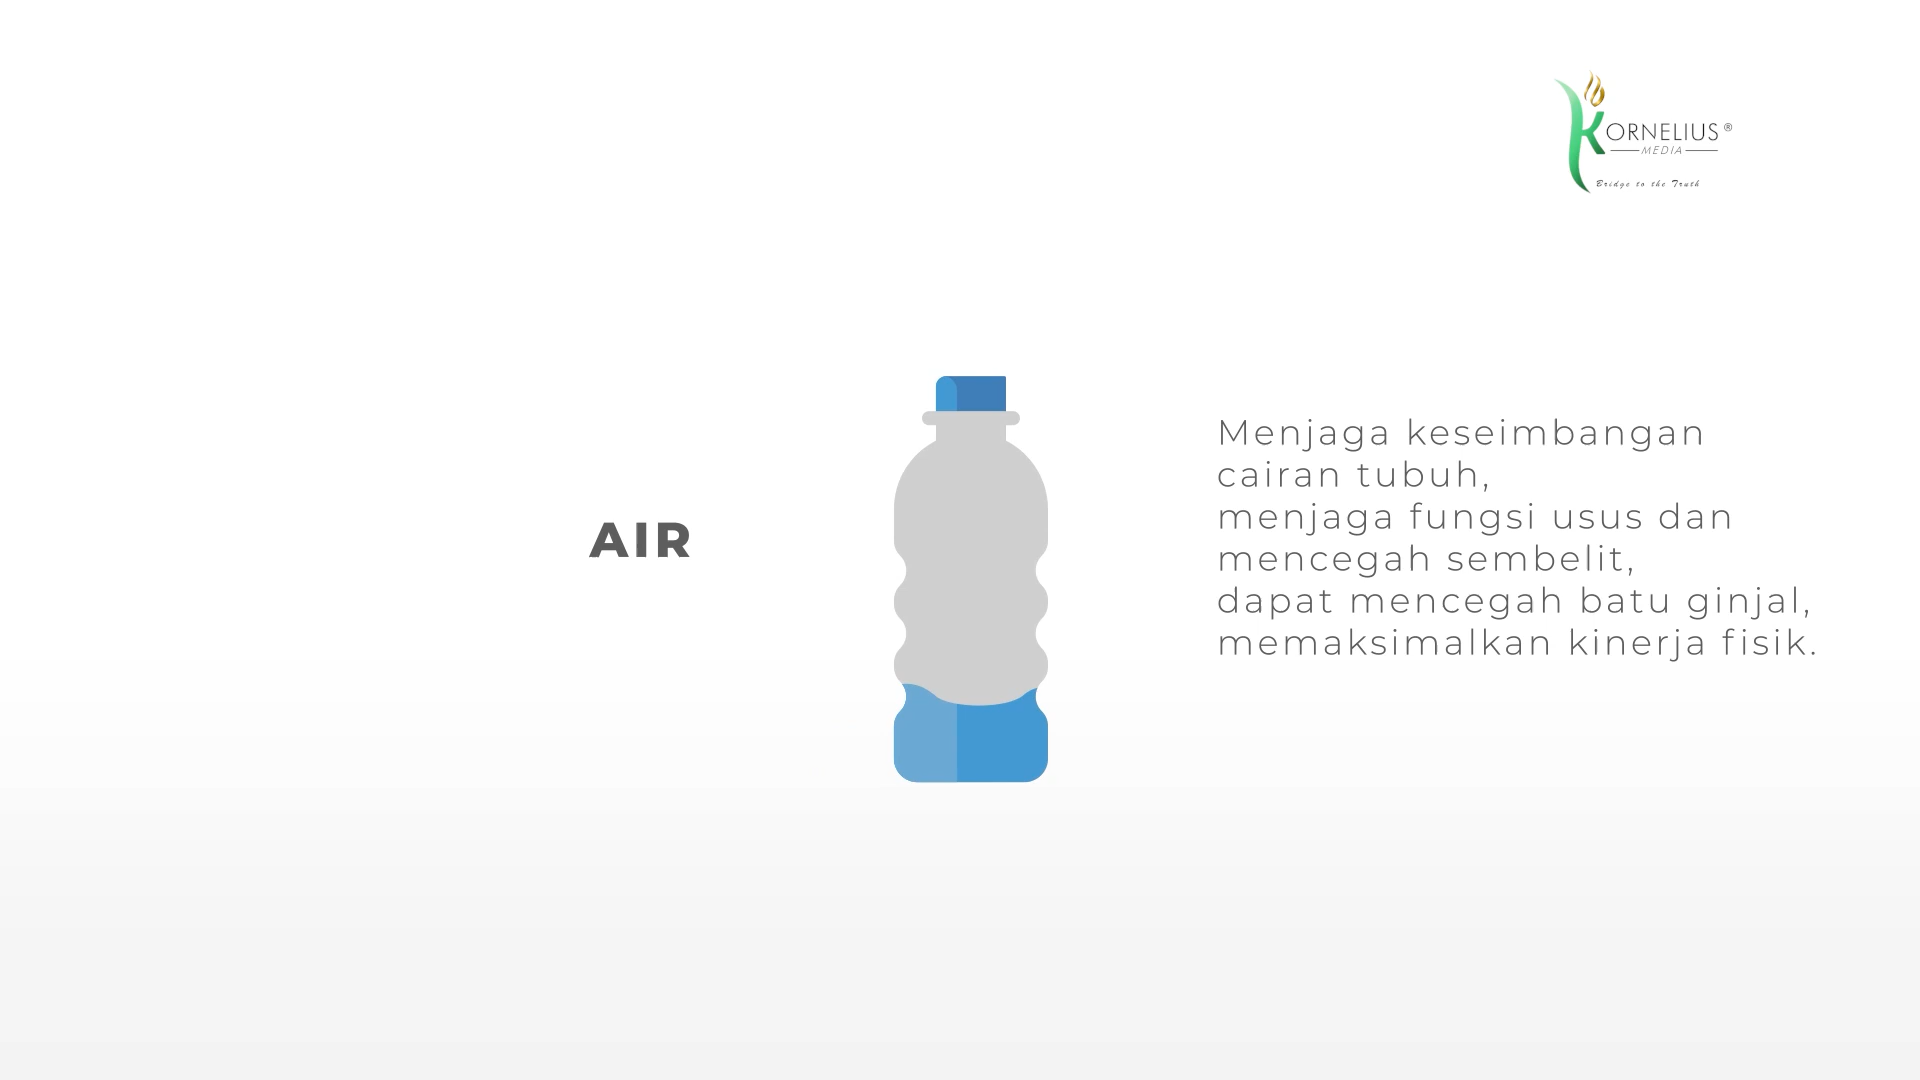 KORNELIUS®
MEDIA
Bridge to the Truth
AIR
Menjaga keseimbangan
cairan tubuh,
menjaga fungsi usus dan
mencegah sembelit,
dapat mencegah batu ginjal,
memaksimalkan kinerja fisik.